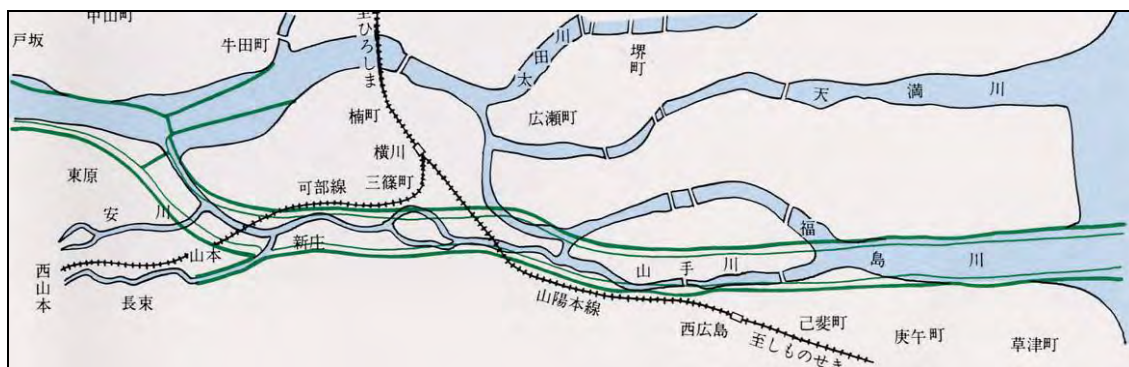 中山町
戸坂
牛田町
至ひろしま
太田川
堺町
天満川
楠町
広瀬町
横川
東原
可部線
三篠町
安川
新庄
山本
福島川
山手川
西山本
長束
山陽本線
西広島
己斐町
庚午町
草津町
至しものせき